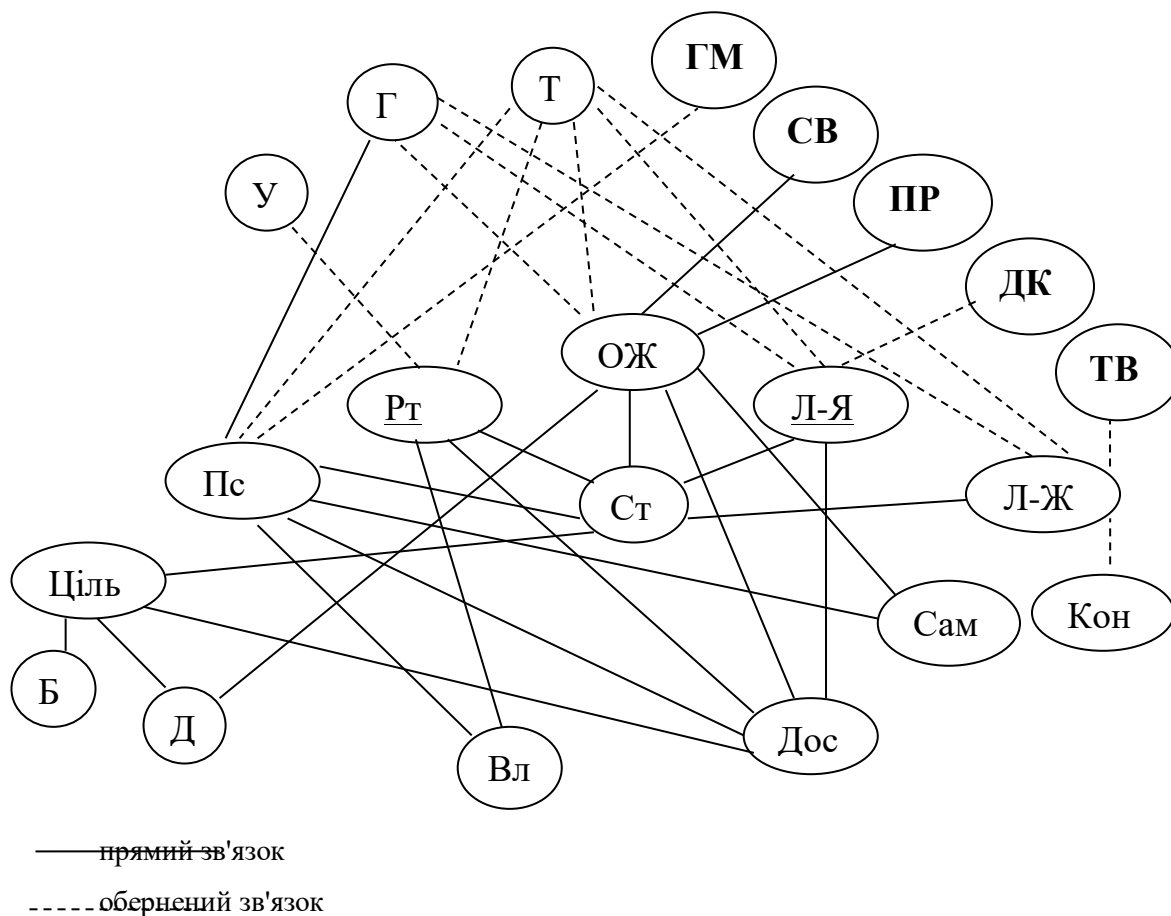 ГМ
Т
Г
СВ
У
ПР
ДК
ОЖ
ТВ
Рт
Л-Я
Пс
Л-Ж
Ст
Ціль
Сам
Кон
Б
Д
Дос
Вл
прямий зв'язок
обернений зв'язок